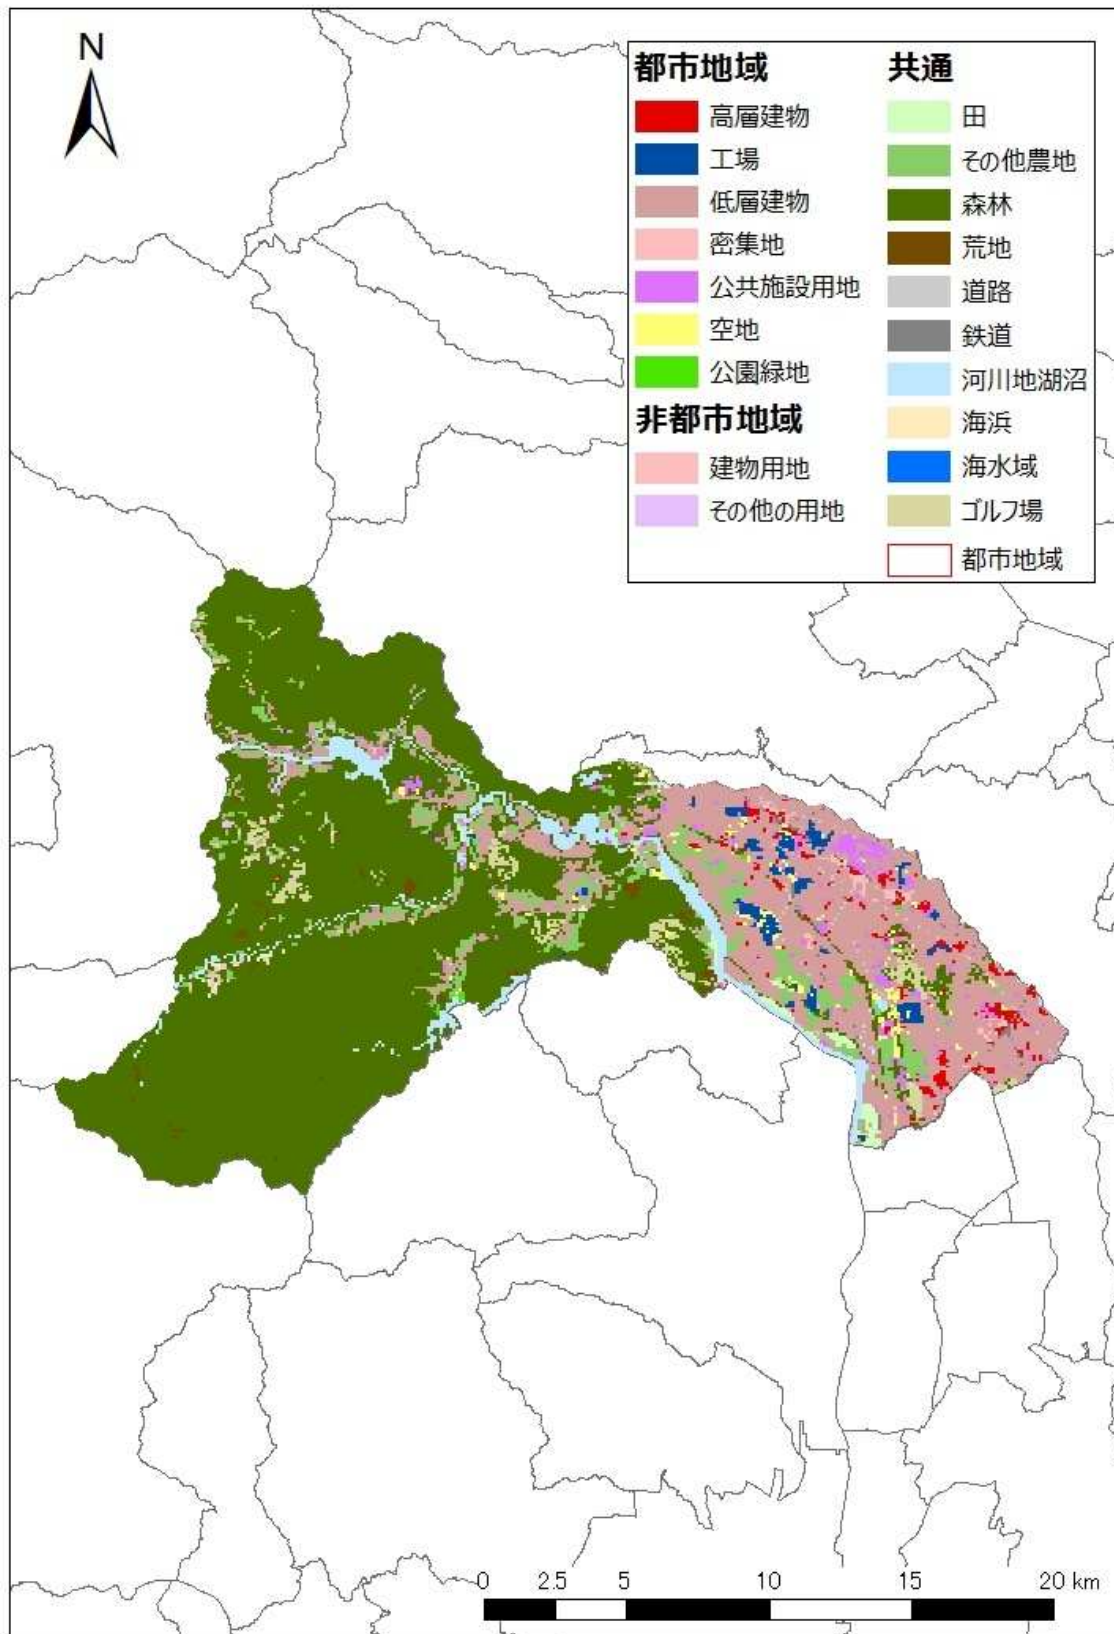 N
都市地域
高層建物
工場
低層建物
密集地
公共施設用地
空地
公園緑地
非都市地域
建物用地
その他の用地
共通
田
その他農地
森林
荒地
道路
鉄道
河川地湖沼
海浜
海水域
ゴルフ場
都市地域
0 2.5 5 10 15 20 km